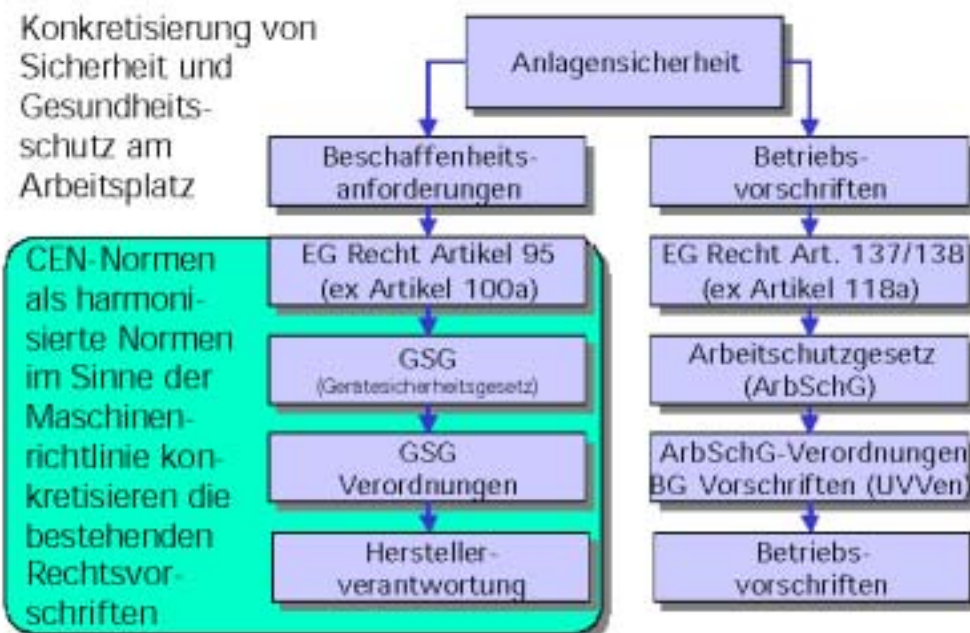 Konkretisierung von
Sicherheit und
Gesundheits-
schutz am
Arbeitsplatz
Anlagensicherheit
Beschaffenheits-
anforderungen
EG Recht Artikel 95
(ex Artikel 100a)
GSG
(Gerätesicherheitsgesetz)
GSG
Verordnungen
Hersteller-
verantwortung
Betriebs-
vorschriften
EG Recht Art. 137/138
(ex Artikel 118a)
Arbeitschutzgesetz
(ArbSchG)
ArbSchG-Verordnungen
BG Vorschriften (UVVen)
Betriebs-
vorschriften
CEN-Normen
als harmoni-
sierte Normen
im Sinne der
Maschinen-
richtlinie kon-
kretisieren die
bestehenden
Rechtsvor-
schriften